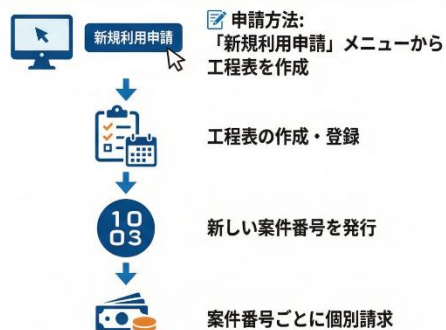 新規利用申請
申請方法:
「新規利用申請」メニューから
工程表を作成
工程表の作成・登録
10
03
新しい案件番号を発行
案件番号ごとに個別請求